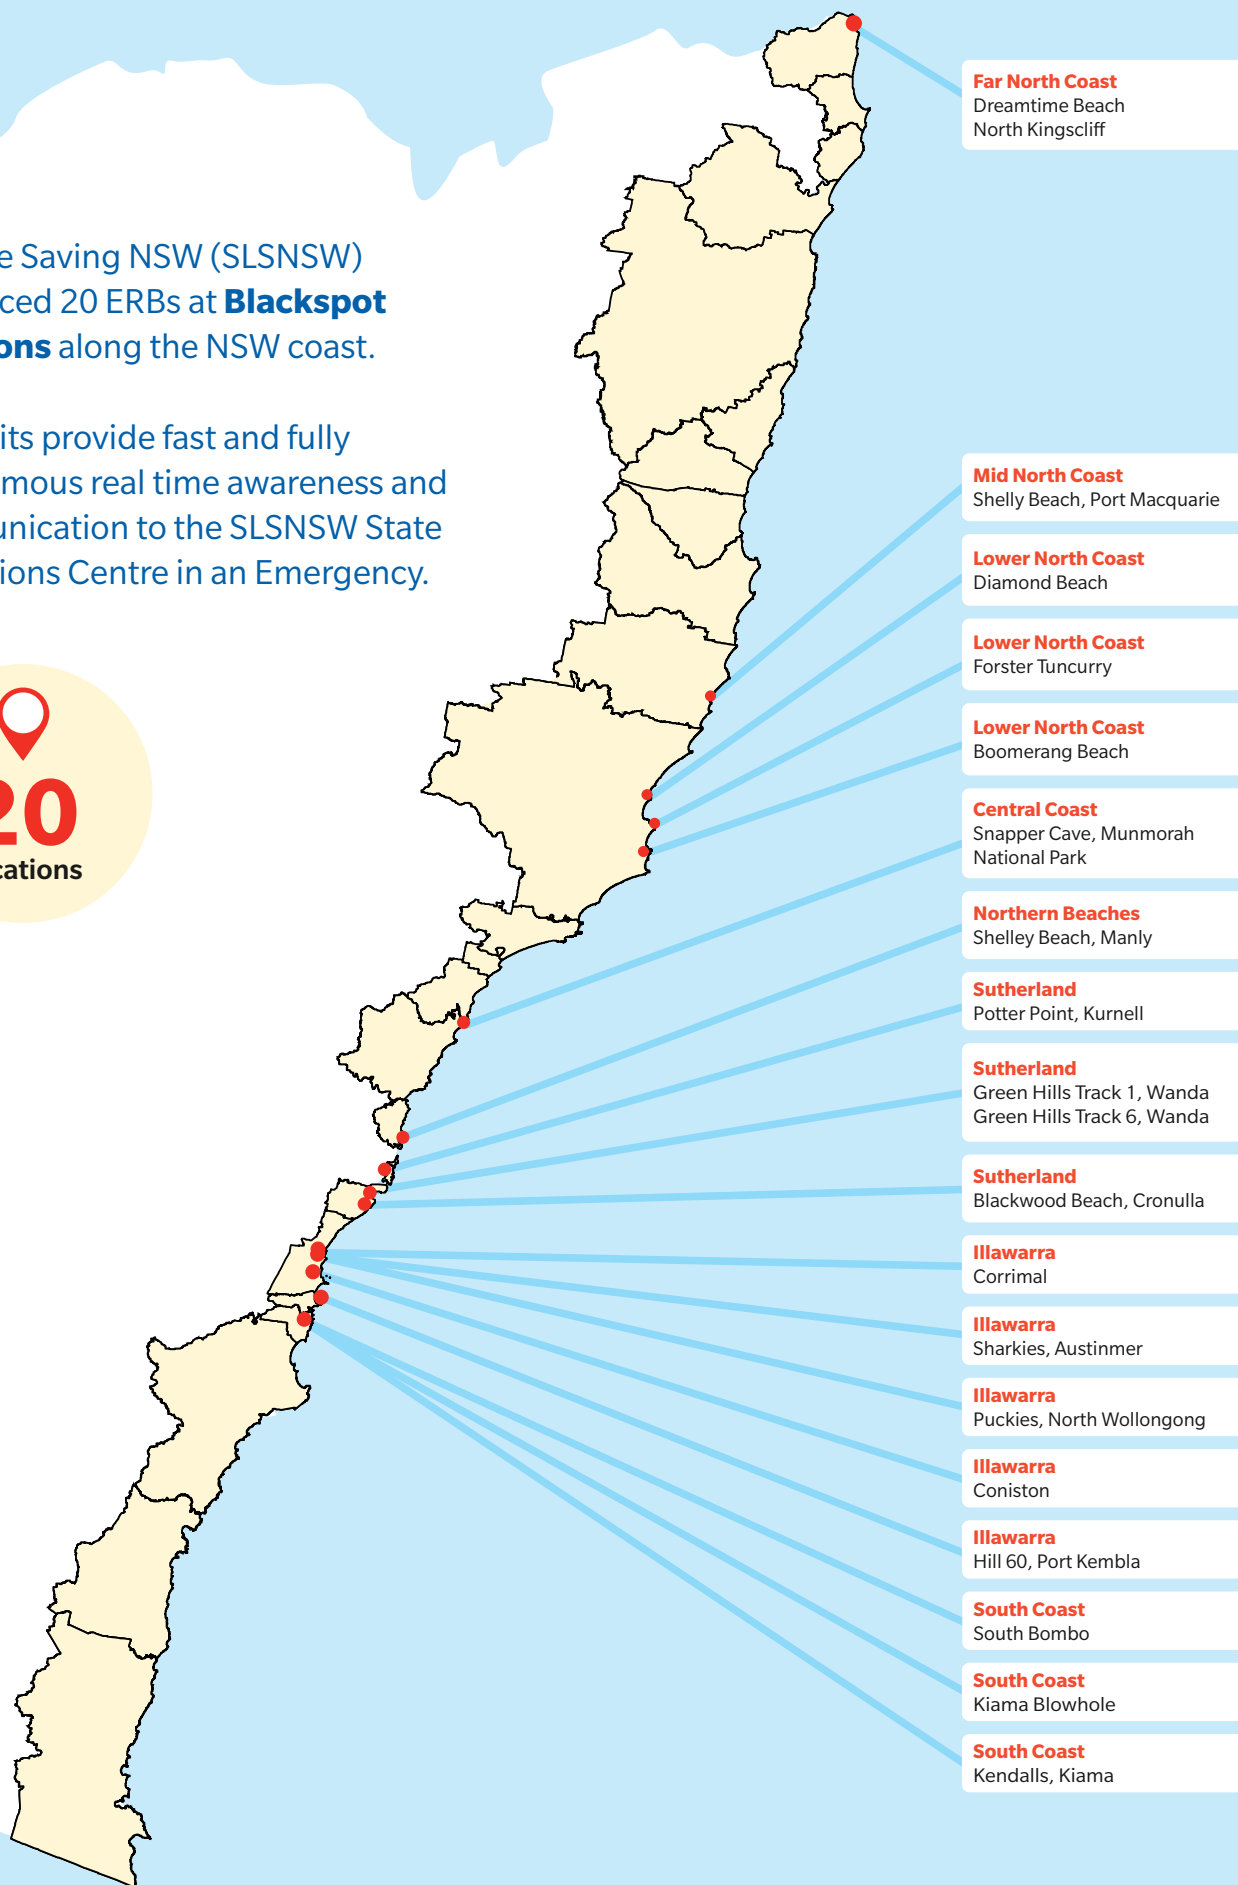 e Saving NSW (SLSNSW)
ced 20 ERBs at Blackspot
ons along the NSW coast.
its provide fast and fully
mous real time awareness and
unication to the SLSNSW State
tions Centre in an Emergency.
20
cations
Far North Coast
Dreamtime Beach
North Kingscliff
Mid North Coast
Shelly Beach, Port Macquarie
Lower North Coast
Diamond Beach
Lower North Coast
Forster Tuncurry
Lower North Coast
Boomerang Beach
Central Coast
Snapper Cave, Munmorah
National Park
Northern Beaches
Shelley Beach, Manly
Sutherland
Potter Point, Kurnell
Sutherland
Green Hills Track 1, Wanda
Green Hills Track 6, Wanda
Sutherland
Blackwood Beach, Cronulla
Illawarra
Corrimal
Illawarra
Sharkies, Austinmer
Illawarra
Puckies, North Wollongong
Illawarra
Coniston
Illawarra
Hill 60, Port Kembla
South Coast
South Bombo
South Coast
Kiama Blowhole
South Coast
Kendalls, Kiama